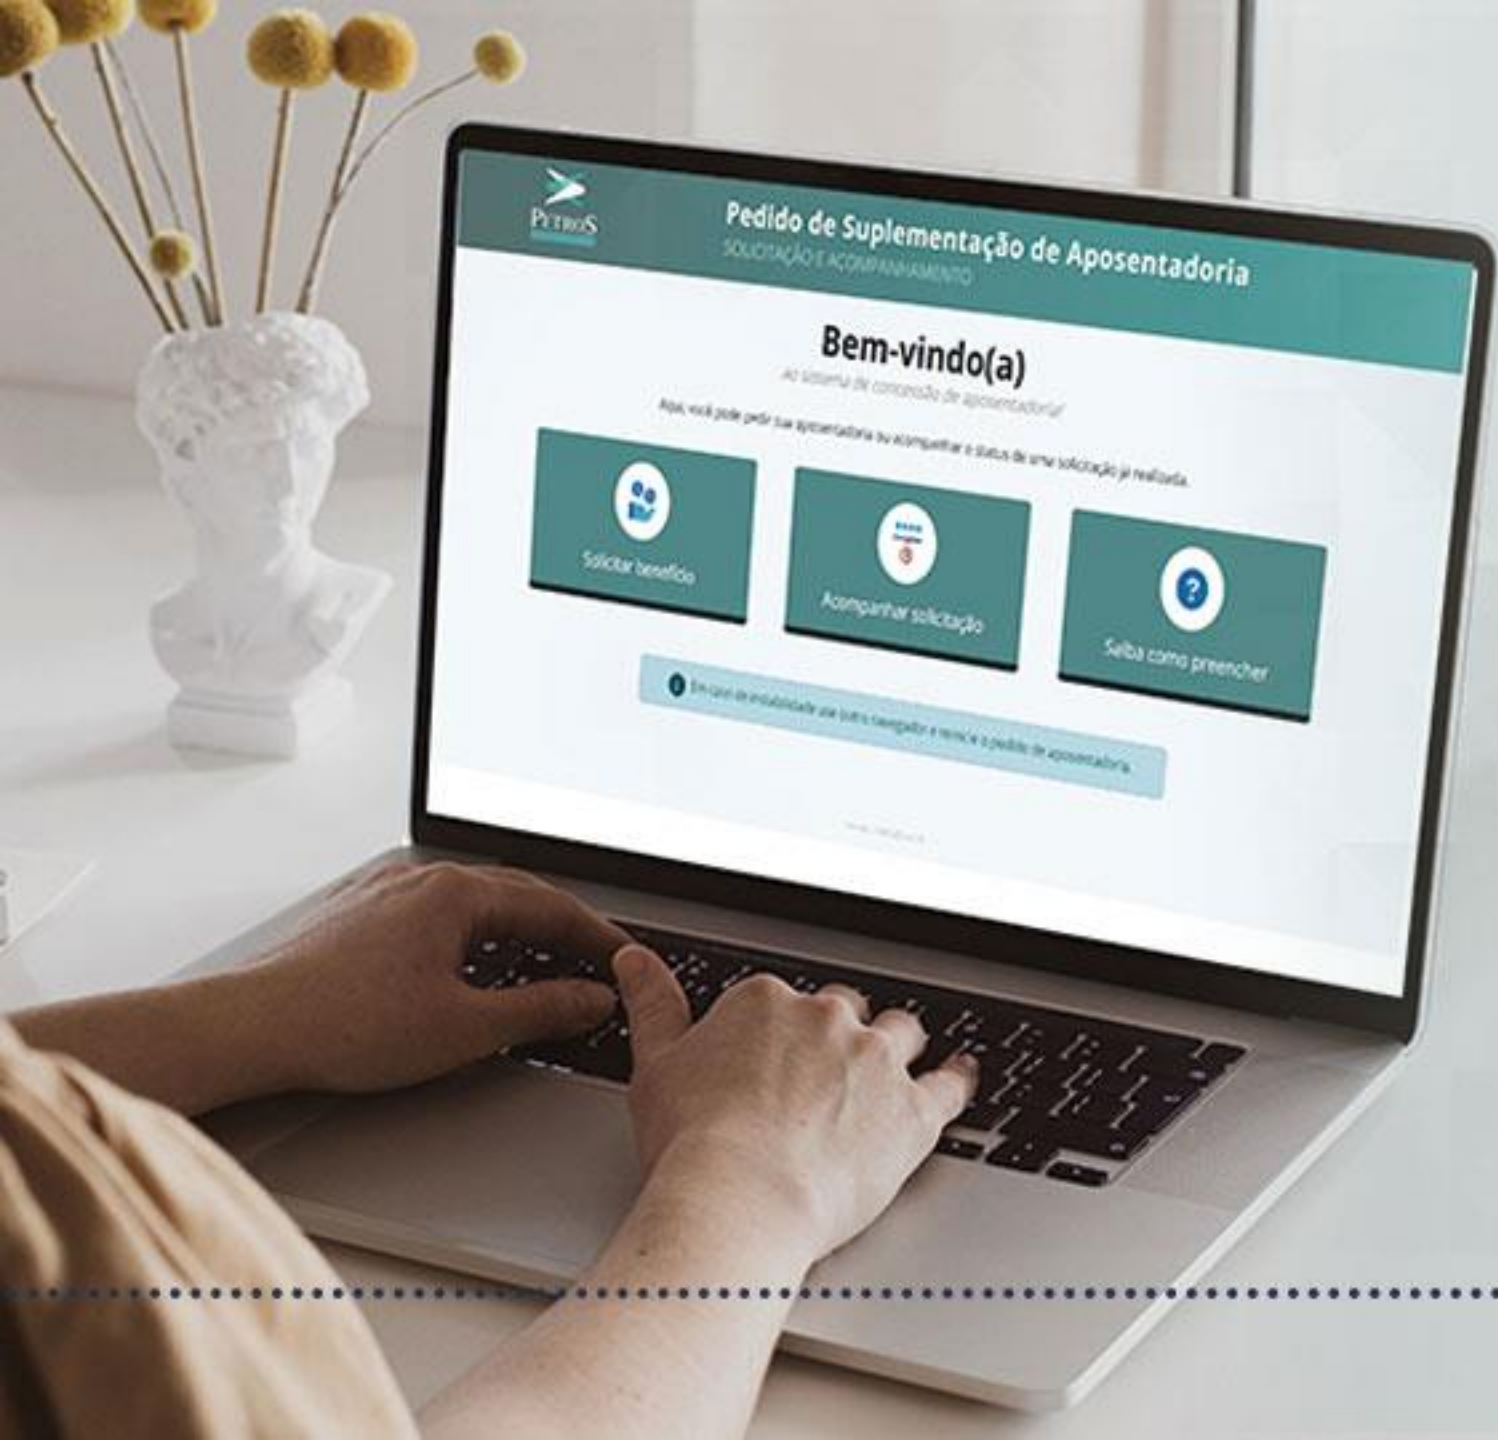 PETROS
Pedido de Suplementação de Aposentadoria
SOLICITAÇÃO E ACOMPANHAMENTO
Bem-vindo(a)
Ao sistema de concessão de aposentadoria!
Aqui, você pode pedir sua aposentadoria ou acompanhar o status de uma solicitação já realizada.
Solicitar benefício
Acompanhar solicitação
Saiba como preencher
Em caso de instabilidade use outro navegador e reinicie o pedido de aposentadoria.